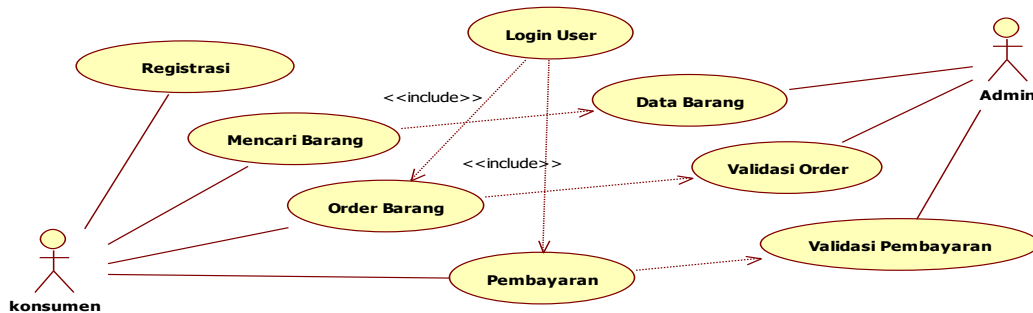 Login User
Registrasi
<<include>>
Data Barang
Admin
Mencari Barang
<<include>>
Validasi Order
Order Barang
Validasi Pembayaran
Pembayaran
konsumen